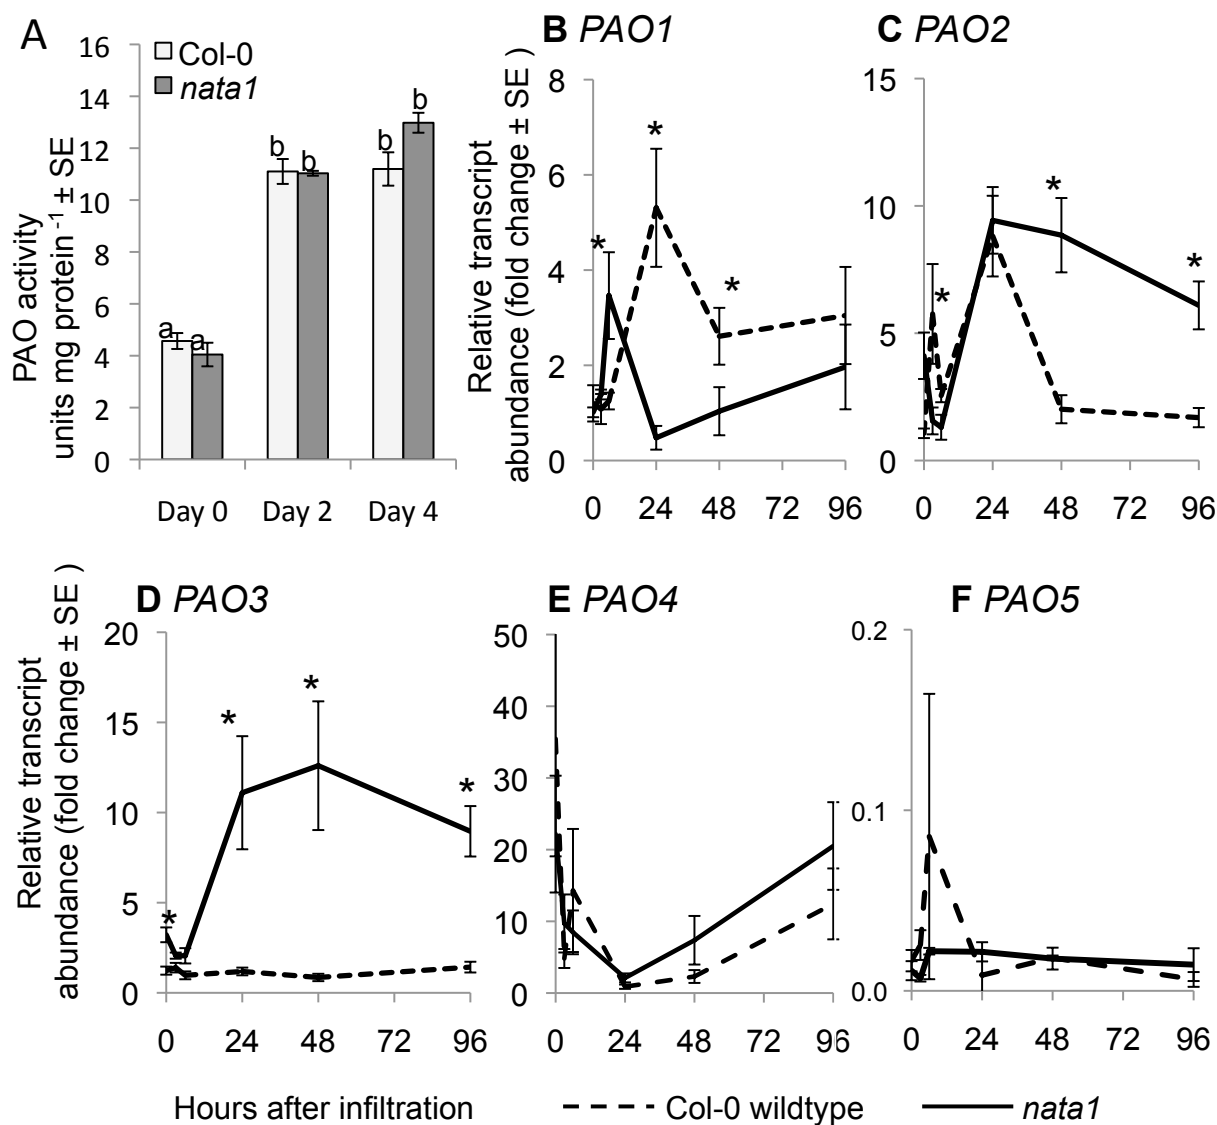 A
PAO activity
units mg protein⁻¹ ± SE
16
14
12
10
8
6
4
2
0
Col-0
nata1
a
a
b
b
b
b
Day 0
Day 2
Day 4
B PAO1
Relative transcript
abundance (fold change ± SE )
8
6
4
2
0
*
*
*
0
24
48
72
96
C PAO2
15
10
5
0
*
*
*
0
24
48
72
96
D PAO3
Relative transcript
abundance (fold change ± SE )
20
15
10
5
0
*
*
*
*
0
24
48
72
96
E PAO4
50
40
30
20
10
0
0
24
48
72
96
F PAO5
0.2
0.1
0.0
0
24
48
72
96
Hours after infiltration
Col-0 wildtype
nata1